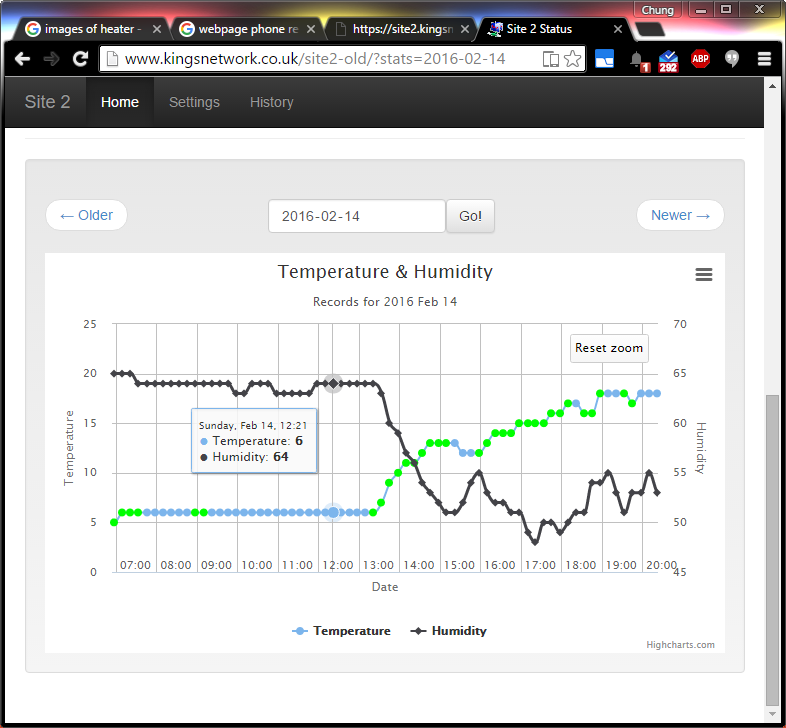 Chung
images of heater -
webpage phone re
https://site2.kingsn
Site 2 Status
www.kingsnetwork.co.uk/site2-old/?stats=2016-02-14
1
292
ABP
Site 2 Home Settings History
← Older 2016-02-14 Go! Newer →
Temperature & Humidity
Records for 2016 Feb 14
Reset zoom
Temperature
25
20
15
10
5
0
Humidity
70
65
60
55
50
45
Sunday, Feb 14, 12:21
● Temperature: 6
● Humidity: 64
07:00 08:00 09:00 10:00 11:00 12:00 13:00 14:00 15:00 16:00 17:00 18:00 19:00 20:00
Date
Temperature Humidity
Highcharts.com